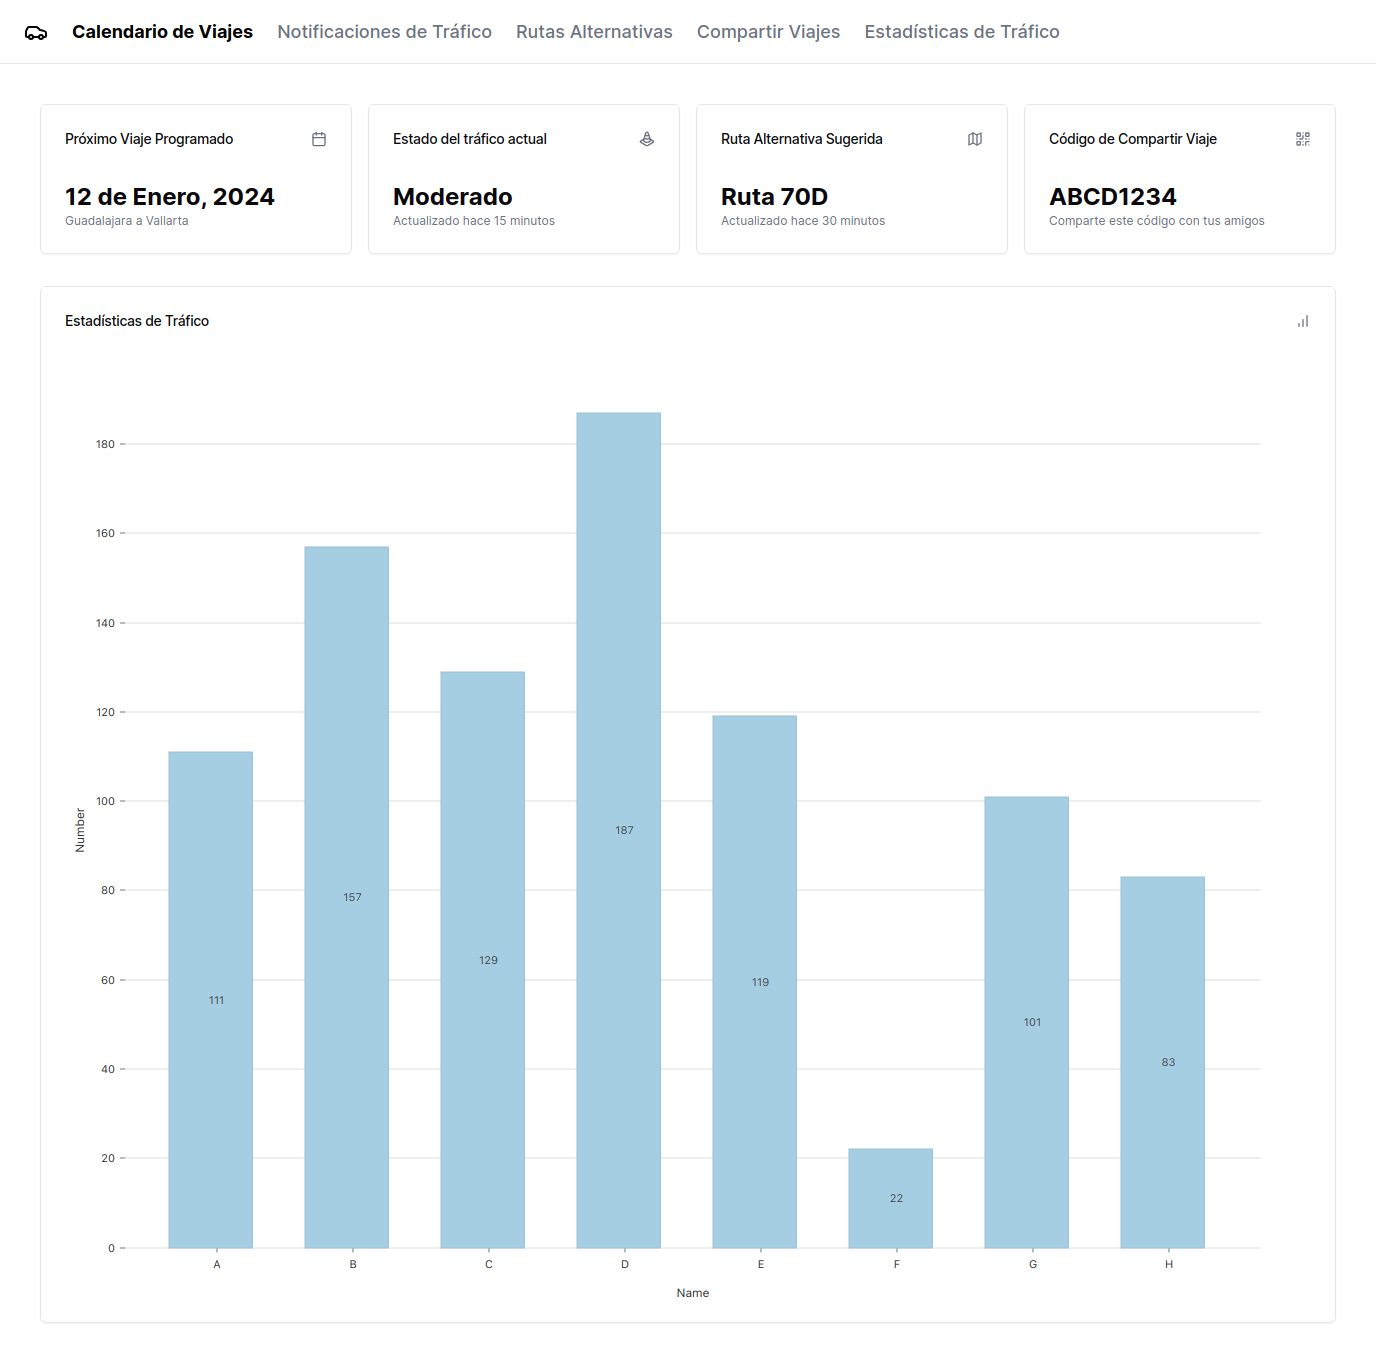 Calendario de Viajes Notificaciones de Tráfico Rutas Alternativas Compartir Viajes Estadísticas de Tráfico
Próximo Viaje Programado
12 de Enero, 2024
Guadalajara a Vallarta
Estado del tráfico actual
Moderado
Actualizado hace 15 minutos
Ruta Alternativa Sugerida
Ruta 70D
Actualizado hace 30 minutos
Código de Compartir Viaje
ABCD1234
Comparte este código con tus amigos
Estadísticas de Tráfico
180
160
140
120
100
80
60
40
20
0
Number
111
157
129
187
119
22
101
83
A B C D E F G H
Name